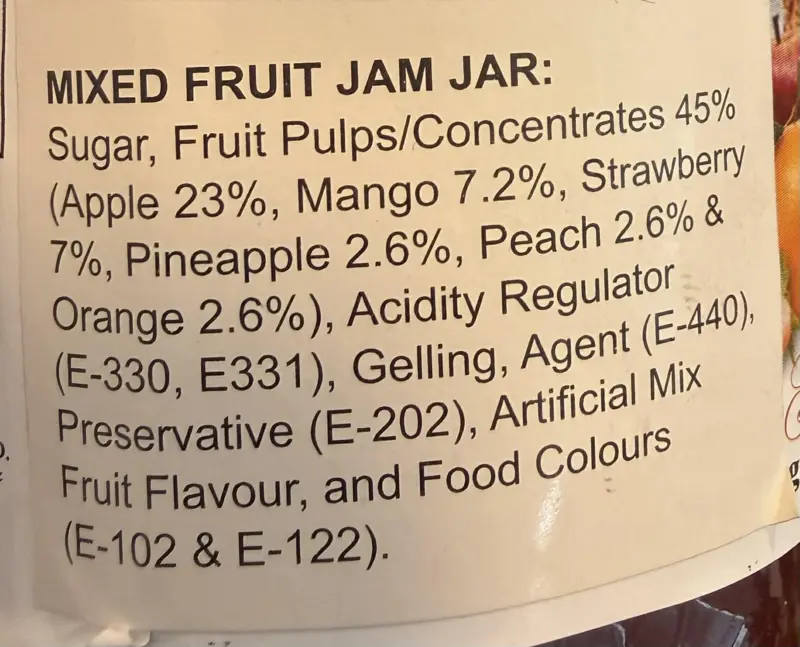 MIXED FRUIT JAM JAR:
Sugar, Fruit Pulps/Concentrates 45%
(Apple 23%, Mango 7.2%, Strawberry
7%, Pineapple 2.6%, Peach 2.6% &
Orange 2.6%), Acidity Regulator
(E-330, E331), Gelling, Agent (E-440),
Preservative (E-202), Artificial Mix
Fruit Flavour, and Food Colours
(E-102 & E-122).